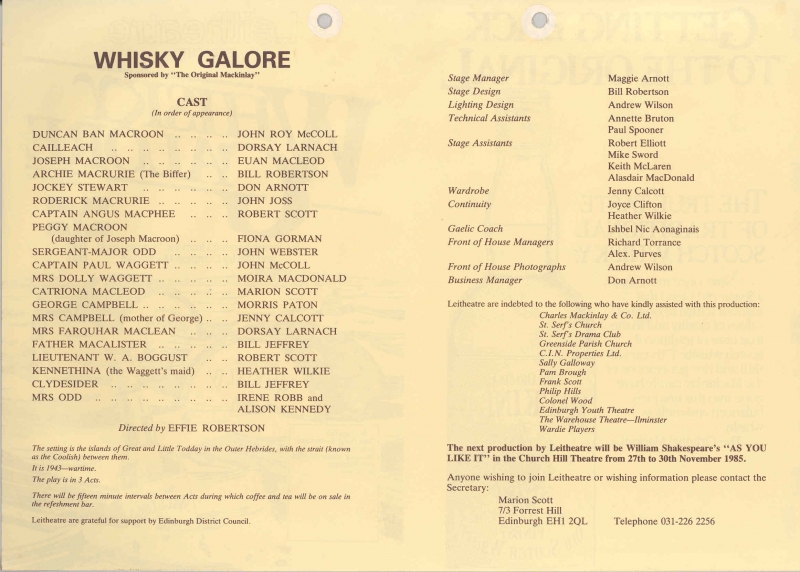 WHISKY GALORE
Sponsored by "The Original Mackinlay"
CAST
(In order of appearance)
DUNCAN BAN MACROON .. .. .. .. JOHN ROY McCOLL
CAILLEACH .. .. .. .. .. .. .. DORSAY LARNACH
JOSEPH MACROON .. .. .. .. .. EUAN MACLEOD
ARCHIE MACRURIE (The Biffer) .. .. BILL ROBERTSON
JOCKEY STEWART .. .. .. .. .. DON ARNOTT
RODERICK MACRURIE .. .. .. .. JOHN JOSS
CAPTAIN ANGUS MACPHEE .. .. .. ROBERT SCOTT
PEGGY MACROON
(daughter of Joseph Macroon) .. .. .. FIONA GORMAN
SERGEANT-MAJOR ODD .. .. .. .. JOHN WEBSTER
CAPTAIN PAUL WAGGETT .. .. .. .. JOHN McCOLL
MRS DOLLY WAGGETT .. .. .. .. MOIRA MACDONALD
CATRIONA MACLEOD .. .. .. .. MARION SCOTT
GEORGE CAMPBELL .. .. .. .. .. MORRIS PATON
MRS CAMPBELL (mother of George) .. .. JENNY CALCOTT
MRS FARQUHAR MACLEAN .. .. .. DORSAY LARNACH
FATHER MACALISTER .. .. .. .. BILL JEFFREY
LIEUTENANT W. A. BOGGUST .. .. ROBERT SCOTT
KENNETHINA (the Waggett's maid) .. .. HEATHER WILKIE
CLYDESIDER .. .. .. .. .. .. .. BILL JEFFREY
MRS ODD .. .. .. .. .. .. .. IRENE ROBB and
ALISON KENNEDY
Directed by EFFIE ROBERTSON
The setting is the islands of Great and Little Todday in the Outer Hebrides, with the strait (known
as the Coolish) between them.
It is 1943—wartime.
The play is in 3 Acts.
There will be fifteen minute intervals between Acts during which coffee and tea will be on sale in
the refeshment bar.
Leitheatre are grateful for support by Edinburgh District Council.
Stage Manager Maggie Arnott
Stage Design Bill Robertson
Lighting Design Andrew Wilson
Technical Assistants Annette Bruton
Paul Spooner
Stage Assistants Robert Elliott
Mike Sword
Keith McLaren
Alasdair MacDonald
Wardrobe Jenny Calcott
Continuity Joyce Clifton
Heather Wilkie
Gaelic Coach Ishbel Nic Aonaignais
Front of House Managers Richard Torrance
Alex. Purves
Front of House Photographs Andrew Wilson
Business Manager Don Arnott
Leitheatre are indebted to the following who have kindly assisted with this production:
Charles Mackinlay & Co. Ltd.
St. Serf's Church
St. Serf's Drama Club
Greenside Parish Church
C.I.N. Properties Ltd.
Sally Galloway
Pam Brough
Frank Scott
Philip Hills
Colonel Wood
Edinburgh Youth Theatre
The Warehouse Theatre—Ilminster
Wardie Players
The next production by Leitheatre will be William Shakespeare's "AS YOU
LIKE IT" in the Church Hill Theatre from 27th to 30th November 1985.
Anyone wishing to join Leitheatre or wishing information please contact the
Secretary:
Marion Scott
7/3 Forrest Hill
Edinburgh EH1 2QL Telephone 031-226 2256